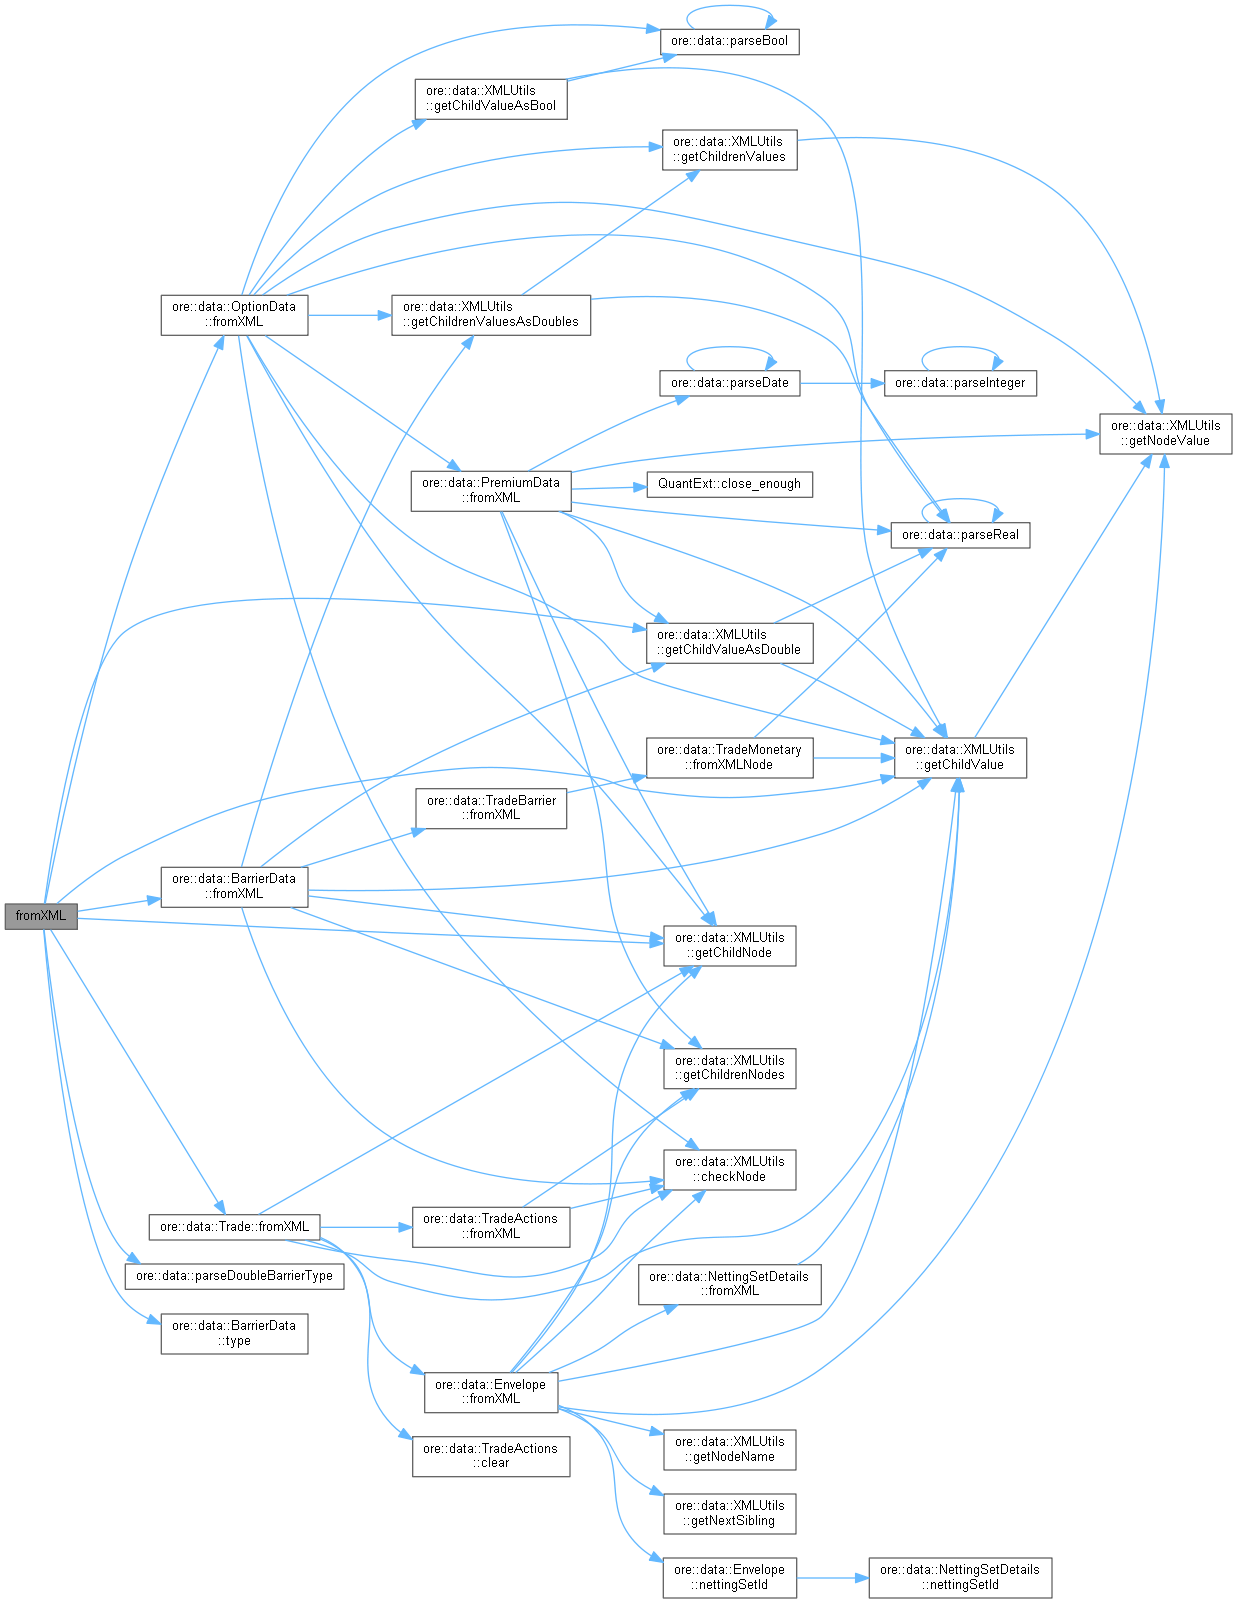 ore::data::parseBool
ore::data::XMLUtils
::getChildValueAsBool
ore::data::XMLUtils
::getChildrenValues
ore::data::OptionData
::fromXML
ore::data::XMLUtils
::getChildrenValuesAsDoubles
ore::data::parseDate
ore::data::parseInteger
ore::data::XMLUtils
::getNodeValue
ore::data::PremiumData
::fromXML
QuantExt::close_enough
ore::data::parseReal
ore::data::XMLUtils
::getChildValueAsDouble
ore::data::TradeMonetary
::fromXMLNode
ore::data::XMLUtils
::getChildValue
ore::data::TradeBarrier
::fromXML
ore::data::BarrierData
::fromXML
fromXML
ore::data::XMLUtils
::getChildNode
ore::data::XMLUtils
::getChildrenNodes
ore::data::XMLUtils
::checkNode
ore::data::Trade::fromXML
ore::data::TradeActions
::fromXML
ore::data::parseDoubleBarrierType
ore::data::NettingSetDetails
::fromXML
ore::data::BarrierData
::type
ore::data::Envelope
::fromXML
ore::data::TradeActions
::clear
ore::data::XMLUtils
::getNodeName
ore::data::XMLUtils
::getNextSibling
ore::data::Envelope
::nettingSetId
ore::data::NettingSetDetails
::nettingSetId